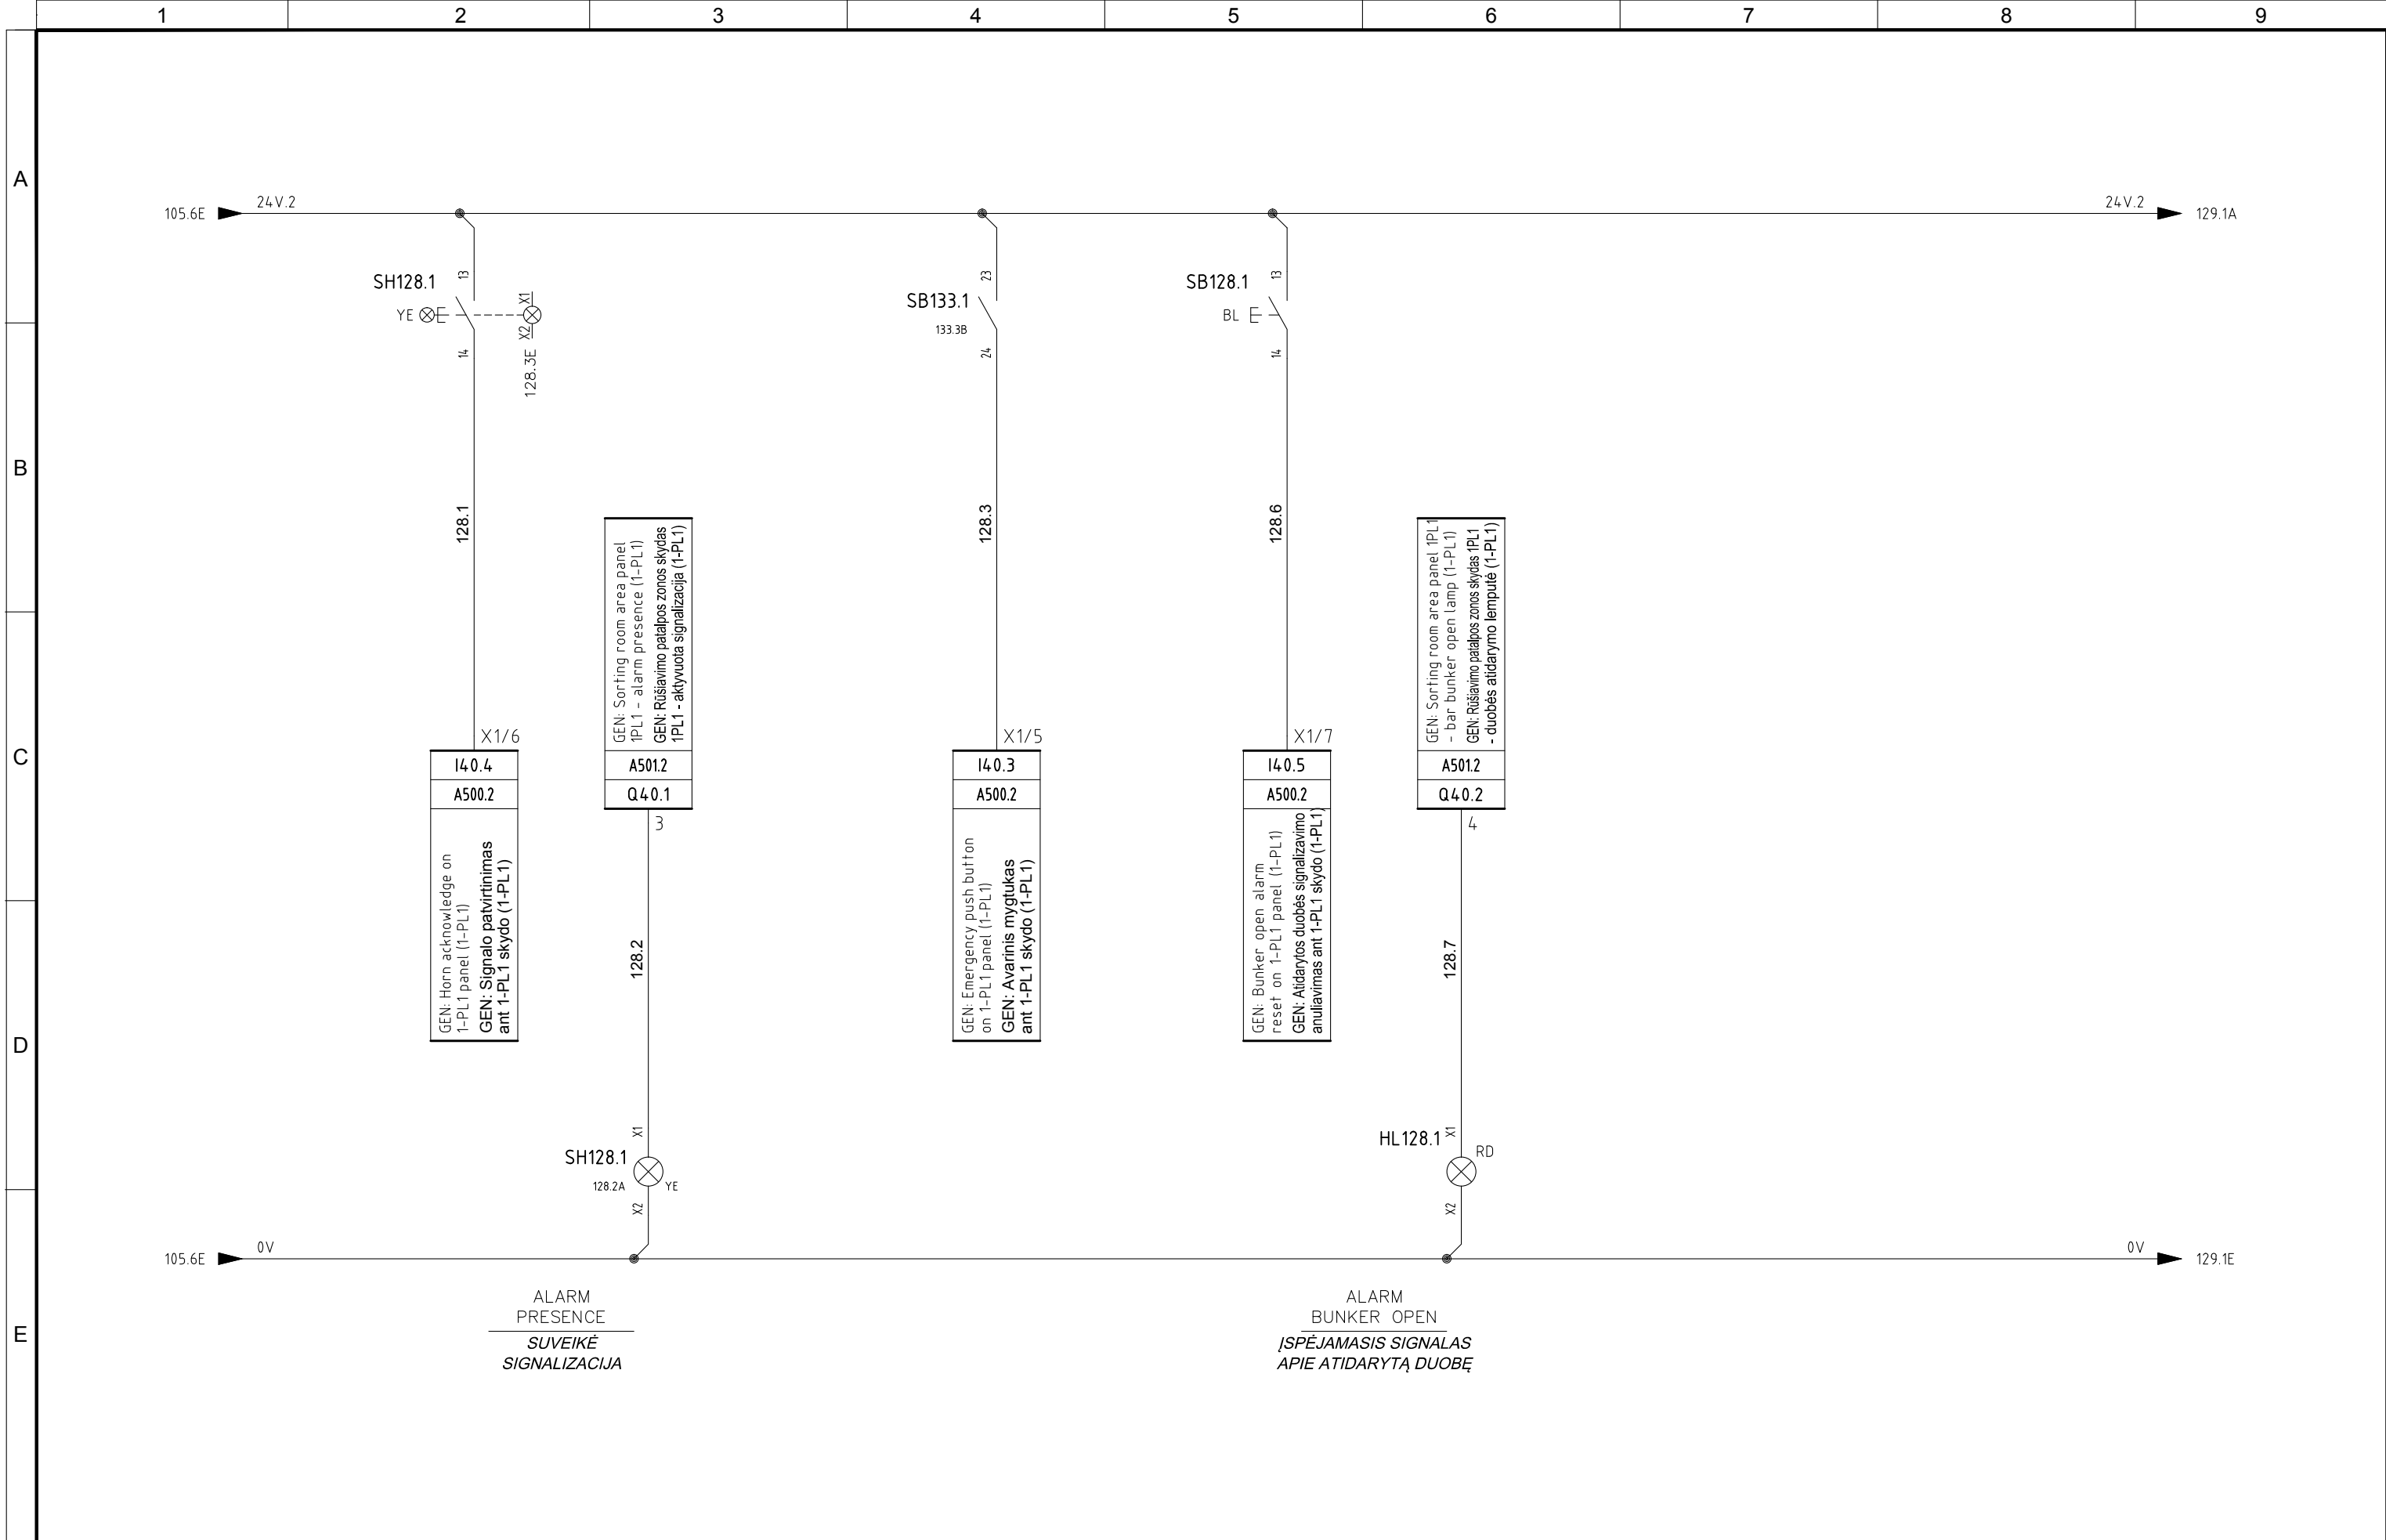 1 2 3 4 5 6 7 8 9
A
B
C
D
E
105.6E
24V.2
24V.2
129.1A
SH128.1
13
YE
14
X1
X2
128.3E
128.1
X1/6
I40.4
A500.2
GEN: Horn acknowledge on
1-PL1 panel (1-PL1)
GEN: Signalo patvirtinimas
ant 1-PL1 skydo (1-PL1)
GEN: Sorting room area panel
1PL1 - alarm presence (1-PL1)
GEN: Rūšiavimo patalpos zonos skydas
1PL1 - aktyvuota signalizacija (1-PL1)
A501.2
Q40.1
3
128.2
X1
SH128.1
128.2A
YE
X2
SB133.1
133.3B
23
24
128.3
X1/5
I40.3
A500.2
GEN: Emergency push button
on 1-PL1 panel (1-PL1)
GEN: Avarinis mygtukas
ant 1-PL1 skydo (1-PL1)
SB128.1
13
BL
14
128.6
X1/7
I40.5
A500.2
GEN: Bunker open alarm
reset on 1-PL1 panel (1-PL1)
GEN: Atidarytos duobės signalizavimo
anuliavimas ant 1-PL1 skydo (1-PL1)
GEN: Sorting room area panel 1PL1
- bar bunker open lamp (1-PL1)
GEN: Rūšiavimo patalpos zonos skydas 1PL1
- duobės atidarymo lemputė (1-PL1)
A501.2
Q40.2
4
128.7
HL128.1
X1
RD
X2
105.6E
0V
0V
129.1E
ALARM
PRESENCE
SUVEIKĖ
SIGNALIZACIJA
ALARM
BUNKER OPEN
ĮSPĖJAMASIS SIGNALAS
APIE ATIDARYTĄ DUOBĘ